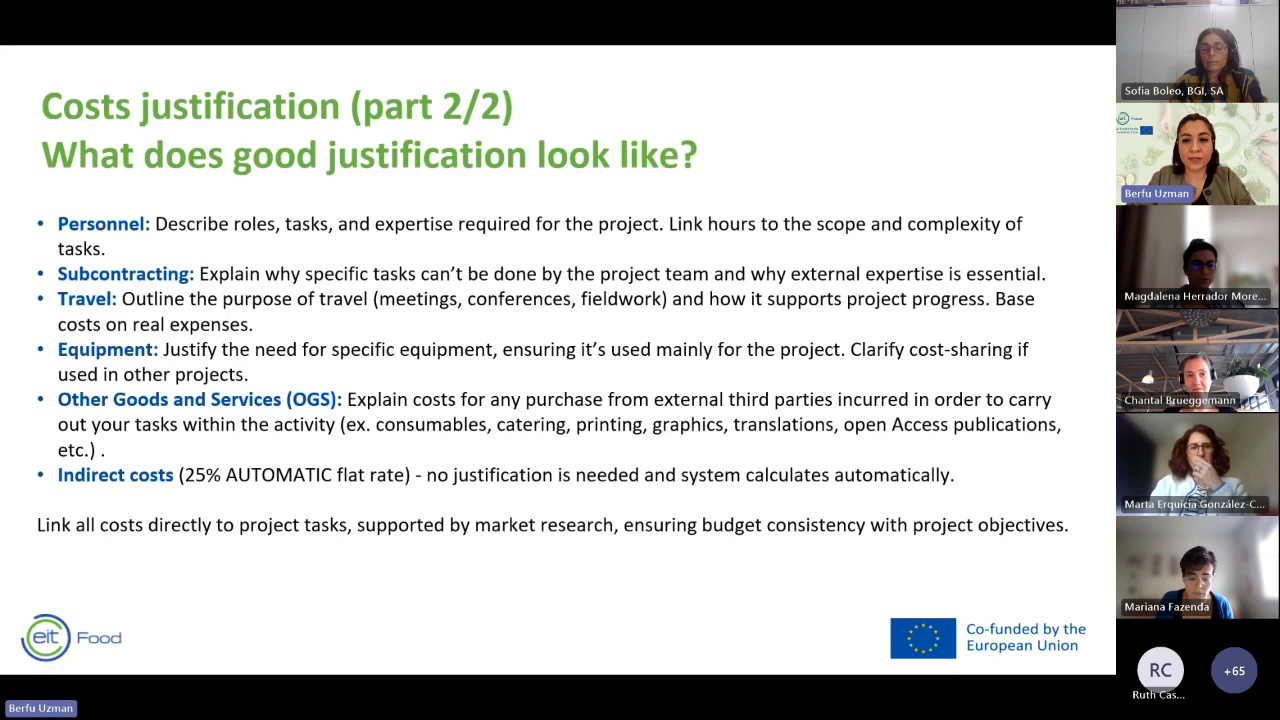 Costs justification (part 2/2)
What does good justification look like?
• Personnel: Describe roles, tasks, and expertise required for the project. Link hours to the scope and complexity of
tasks.
• Subcontracting: Explain why specific tasks can’t be done by the project team and why external expertise is essential.
• Travel: Outline the purpose of travel (meetings, conferences, fieldwork) and how it supports project progress. Base
costs on real expenses.
• Equipment: Justify the need for specific equipment, ensuring it’s used mainly for the project. Clarify cost-sharing if
used in other projects.
• Other Goods and Services (OGS): Explain costs for any purchase from external third parties incurred in order to carry
out your tasks within the activity (ex. consumables, catering, printing, graphics, translations, open Access publications,
etc.) .
• Indirect costs (25% AUTOMATIC flat rate) - no justification is needed and system calculates automatically.
Link all costs directly to project tasks, supported by market research, ensuring budget consistency with project objectives.
eit Food
Co-funded by the
European Union
Berfu Uzman
Sofia Boleo, BGI, SA
Berfu Uzman
Magdalena Herrador More...
Chantal Brueggemann
Marta Erquicia González-C...
Mariana Fazenda
RC
+65
Ruth Cas...